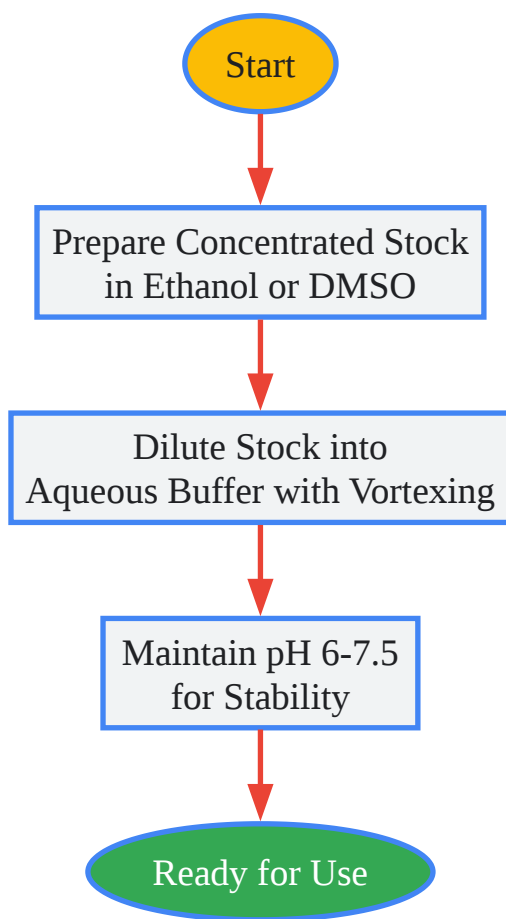 Start
Prepare Concentrated Stock
in Ethanol or DMSO
Dilute Stock into
Aqueous Buffer with Vortexing
Maintain pH 6-7.5
for Stability
Ready for Use